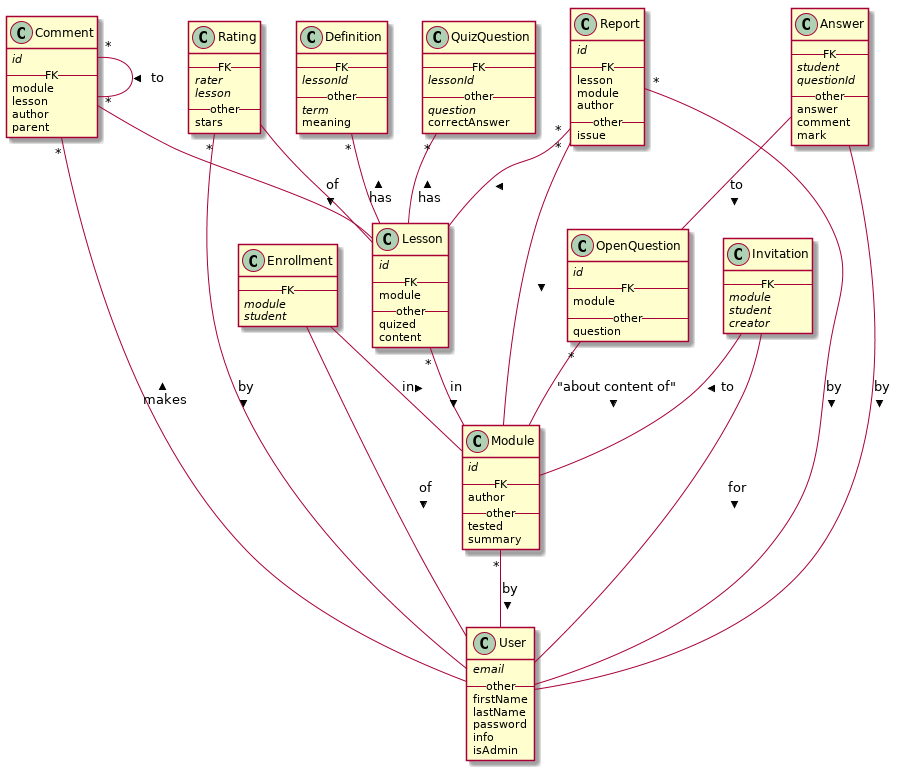 C Comment
id
FK
module
lesson
author
parent
*
to
*
*
C Rating
FK
rater
lesson
other
stars
*
C Definition
FK
lessonId
other
term
meaning
*
C QuizQuestion
FK
lessonId
other
question
correctAnswer
*
C Report
id
FK
lesson
module
author
other
issue
*
*
*
C Answer
FK
student
questionId
other
answer
comment
mark
of
has
has
to
C Enrollment
FK
module
student
C Lesson
id
FK
module
other
quized
content
*
C OpenQuestion
id
FK
module
other
question
*
C Invitation
FK
module
student
creator
makes
by
in
in
"about content of"
to
by
by
C Module
id
FK
author
other
tested
summary
*
of
for
by
C User
email
other
firstName
lastName
password
info
isAdmin